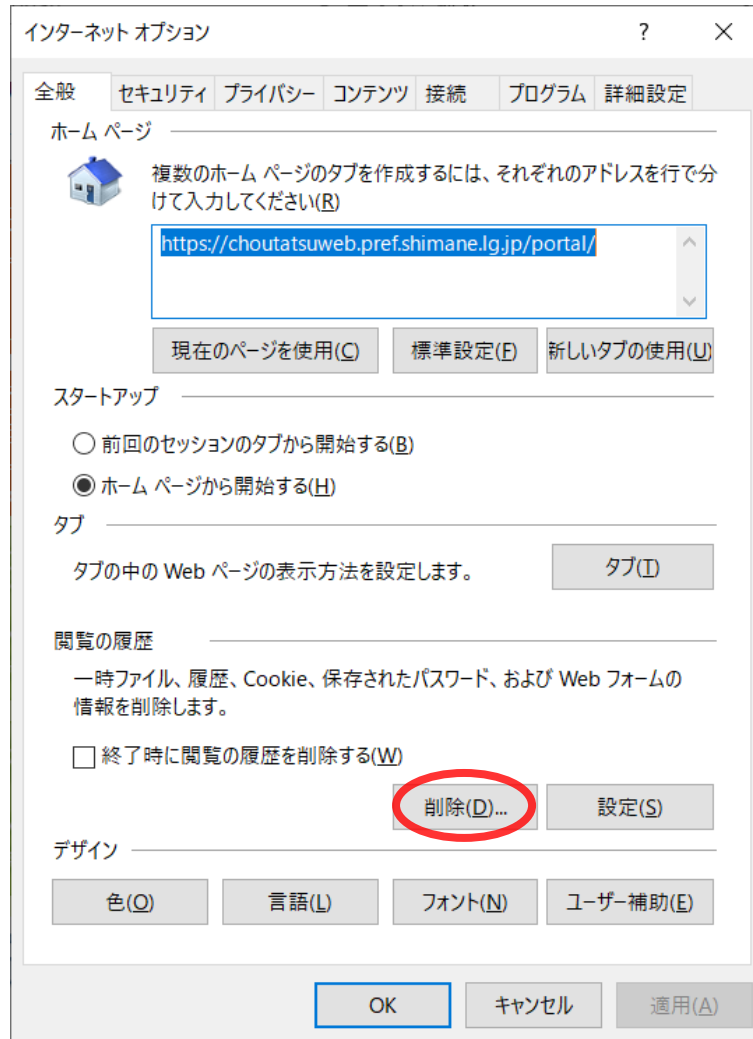 インターネット オプション ? ×
全般 セキュリティ プライバシー コンテンツ 接続 プログラム 詳細設定
ホーム ページ
複数のホーム ページのタブを作成するには、それぞれのアドレスを行で分
けて入力してください(R)
https://choutatsuweb.pref.shimane.lg.jp/portal/
現在のページを使用(C) 標準設定(F) 新しいタブの使用(U)
スタートアップ
前回のセッションのタブから開始する(B)
ホーム ページから開始する(H)
タブ
タブの中の Web ページの表示方法を設定します。 タブ(T)
閲覧の履歴
一時ファイル、履歴、Cookie、保存されたパスワード、および Web フォームの
情報を削除します。
終了時に閲覧の履歴を削除する(W)
削除(D)... 設定(S)
デザイン
色(O) 言語(L) フォント(N) ユーザー補助(E)
OK キャンセル 適用(A)